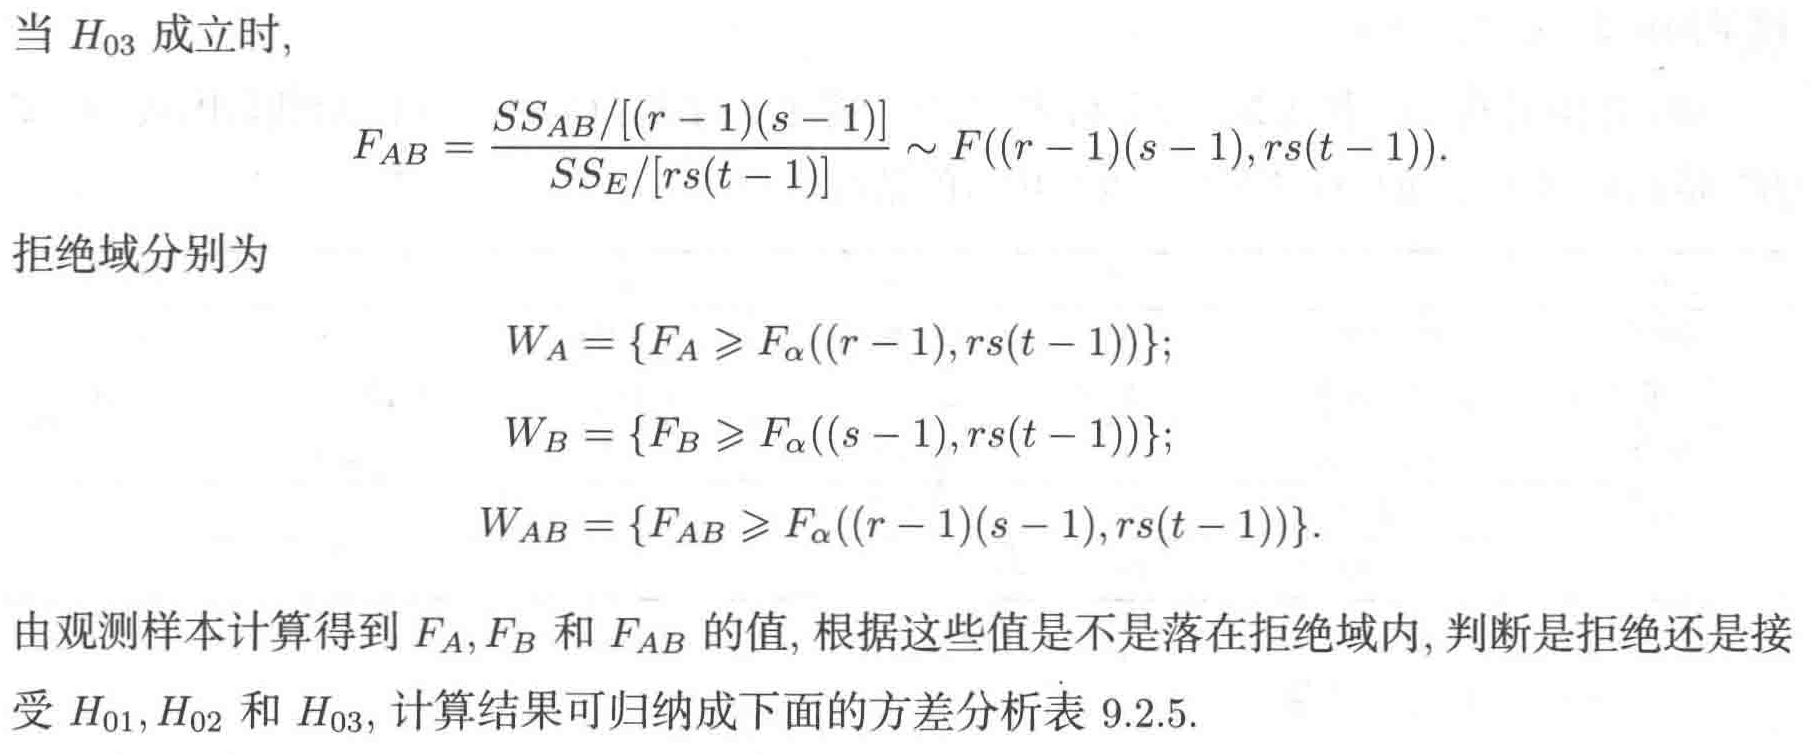 当 $H_{03}$ 成立时,
$$F_{AB} = \frac{SS_{AB}/[(r-1)(s-1)]}{SS_E/[rs(t-1)]} \sim F((r-1)(s-1), rs(t-1)).$$
拒绝域分别为
$$W_A = \{F_A \geqslant F_\alpha((r-1), rs(t-1))\};$$
$$W_B = \{F_B \geqslant F_\alpha((s-1), rs(t-1))\};$$
$$W_{AB} = \{F_{AB} \geqslant F_\alpha((r-1)(s-1), rs(t-1))\}.$$
由观测样本计算得到 $F_A, F_B$ 和 $F_{AB}$ 的值, 根据这些值是不是落在拒绝域内, 判断是拒绝还是接
受 $H_{01}, H_{02}$ 和 $H_{03}$, 计算结果可归纳成下面的方差分析表 9.2.5.